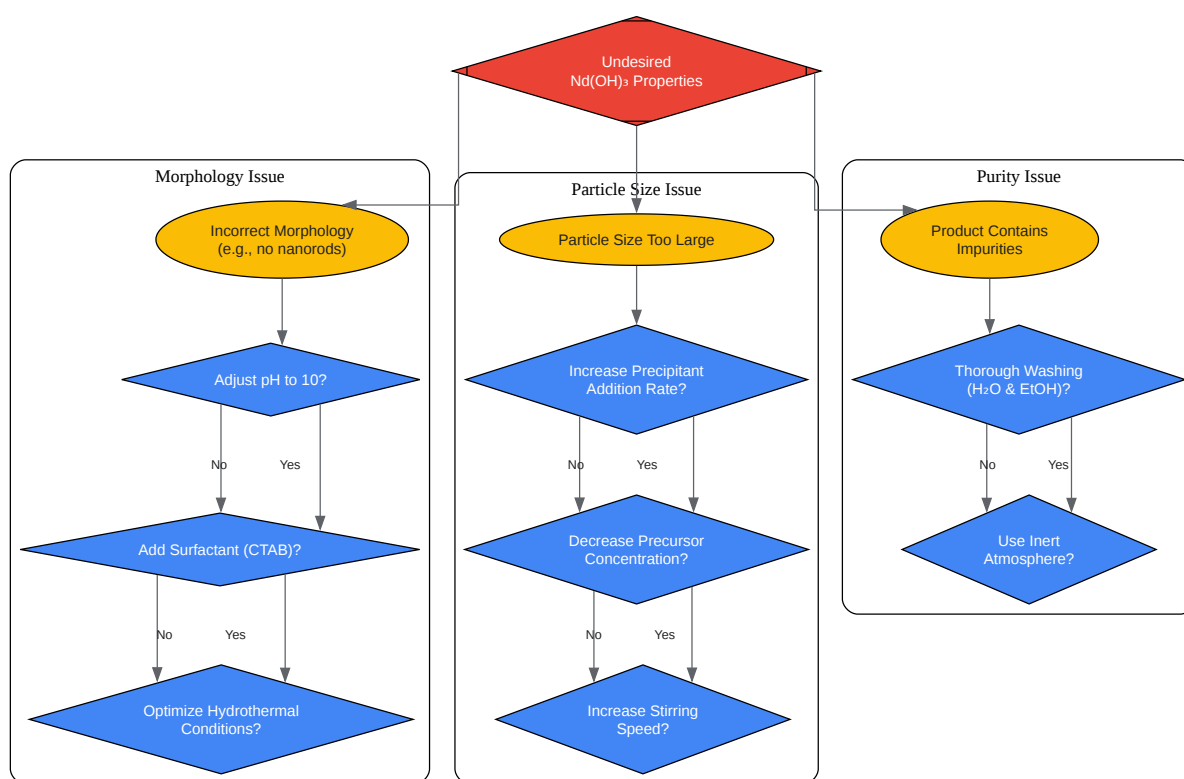 Undesired
Nd(OH)₃ Properties
Morphology Issue
Incorrect Morphology
(e.g., no nanorods)
Adjust pH to 10?
No
Yes
Add Surfactant (CTAB)?
No
Yes
Optimize Hydrothermal
Conditions?
Particle Size Issue
Particle Size Too Large
Increase Precipitant
Addition Rate?
No
Yes
Decrease Precursor
Concentration?
No
Yes
Increase Stirring
Speed?
Purity Issue
Product Contains
Impurities
Thorough Washing
(H₂O & EtOH)?
No
Yes
Use Inert
Atmosphere?